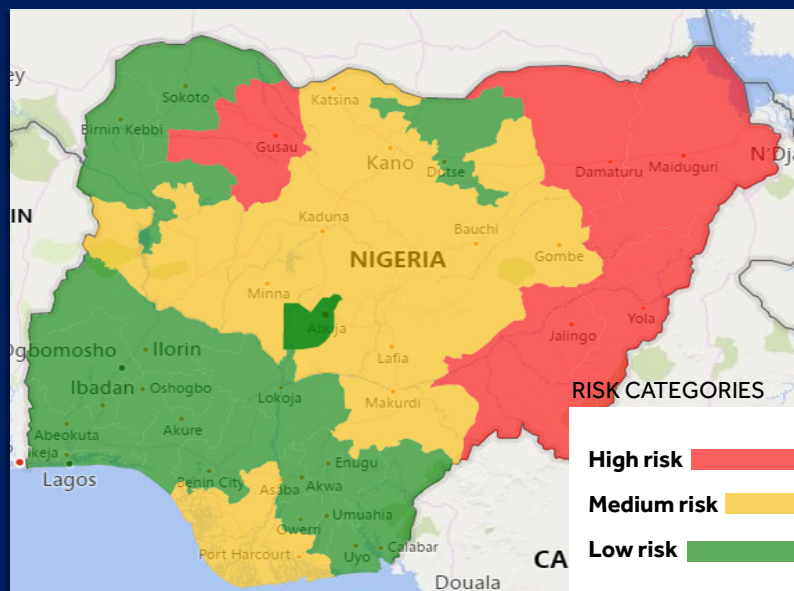 ey
Sokoto
Katsina
Birnin Kebbi
Gusau
Kano
Dutse
Damaturu
Maiduguri
N'Dja
IN
Kaduna
Bauchi
NIGERIA
Gombe
Minna
Abuja
Yola
Jalingo
Ogbomosho
Ilorin
Lafia
Ibadan
Oshogbo
Lokoja
Makurdi
RISK CATEGORIES
Abeokuta
Akure
Ikeja
Lagos
Enugu
High risk
Benin City
Asaba
Akwa
Medium risk
Owerri
Umuahia
Port Harcourt
Uyo
Calabar
Low risk
CA
Douala